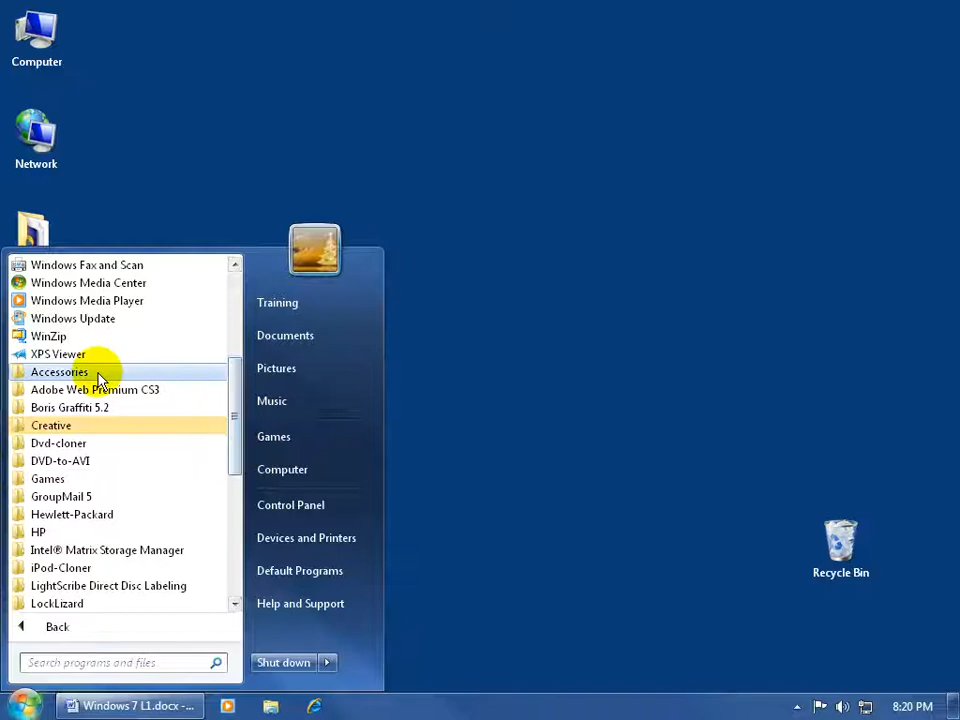 Computer
Network
Windows Fax and Scan
Windows Media Center
Windows Media Player
Windows Update
WinZip
XPS Viewer
Accessories
Adobe Web Premium CS3
Boris Graffiti 5.2
Creative
Dvd-cloner
DVD-to-AVI
Games
GroupMail 5
Hewlett-Packard
HP
Intel® Matrix Storage Manager
iPod-Cloner
LightScribe Direct Disc Labeling
LockLizard
Back
Search programs and files
Training
Documents
Pictures
Music
Games
Computer
Control Panel
Devices and Printers
Default Programs
Help and Support
Shut down
Recycle Bin
Windows 7 L1.docx -...
8:20 PM